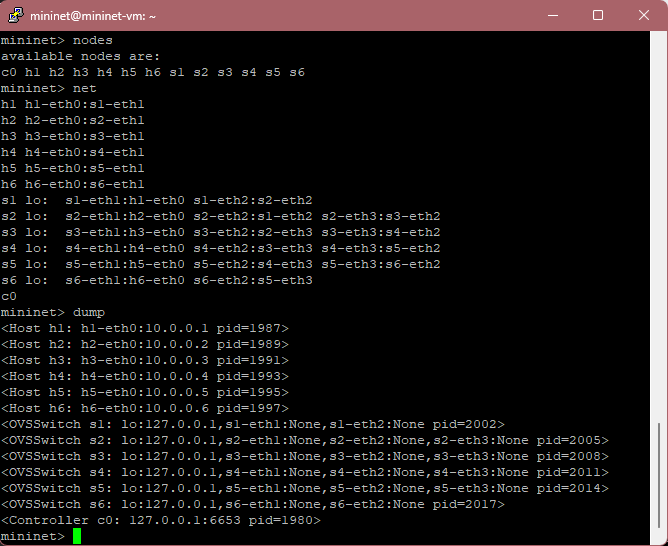 mininet@mininet-vm: ~
mininet> nodes
available nodes are:
c0 h1 h2 h3 h4 h5 h6 s1 s2 s3 s4 s5 s6
mininet> net
h1 h1-eth0:s1-eth1
h2 h2-eth0:s2-eth1
h3 h3-eth0:s3-eth1
h4 h4-eth0:s4-eth1
h5 h5-eth0:s5-eth1
h6 h6-eth0:s6-eth1
s1 lo:  s1-eth1:h1-eth0 s1-eth2:s2-eth2
s2 lo:  s2-eth1:h2-eth0 s2-eth2:s1-eth2 s2-eth3:s3-eth2
s3 lo:  s3-eth1:h3-eth0 s3-eth2:s2-eth3 s3-eth3:s4-eth2
s4 lo:  s4-eth1:h4-eth0 s4-eth2:s3-eth3 s4-eth3:s5-eth2
s5 lo:  s5-eth1:h5-eth0 s5-eth2:s4-eth3 s5-eth3:s6-eth2
s6 lo:  s6-eth1:h6-eth0 s6-eth2:s5-eth3
c0
mininet> dump
<Host h1: h1-eth0:10.0.0.1 pid=1987>
<Host h2: h2-eth0:10.0.0.2 pid=1989>
<Host h3: h3-eth0:10.0.0.3 pid=1991>
<Host h4: h4-eth0:10.0.0.4 pid=1993>
<Host h5: h5-eth0:10.0.0.5 pid=1995>
<Host h6: h6-eth0:10.0.0.6 pid=1997>
<OVSSwitch s1: lo:127.0.0.1,s1-eth1:None,s1-eth2:None pid=2002>
<OVSSwitch s2: lo:127.0.0.1,s2-eth1:None,s2-eth2:None,s2-eth3:None pid=2005>
<OVSSwitch s3: lo:127.0.0.1,s3-eth1:None,s3-eth2:None,s3-eth3:None pid=2008>
<OVSSwitch s4: lo:127.0.0.1,s4-eth1:None,s4-eth2:None,s4-eth3:None pid=2011>
<OVSSwitch s5: lo:127.0.0.1,s5-eth1:None,s5-eth2:None,s5-eth3:None pid=2014>
<OVSSwitch s6: lo:127.0.0.1,s6-eth1:None,s6-eth2:None pid=2017>
<Controller c0: 127.0.0.1:6653 pid=1980>
mininet>